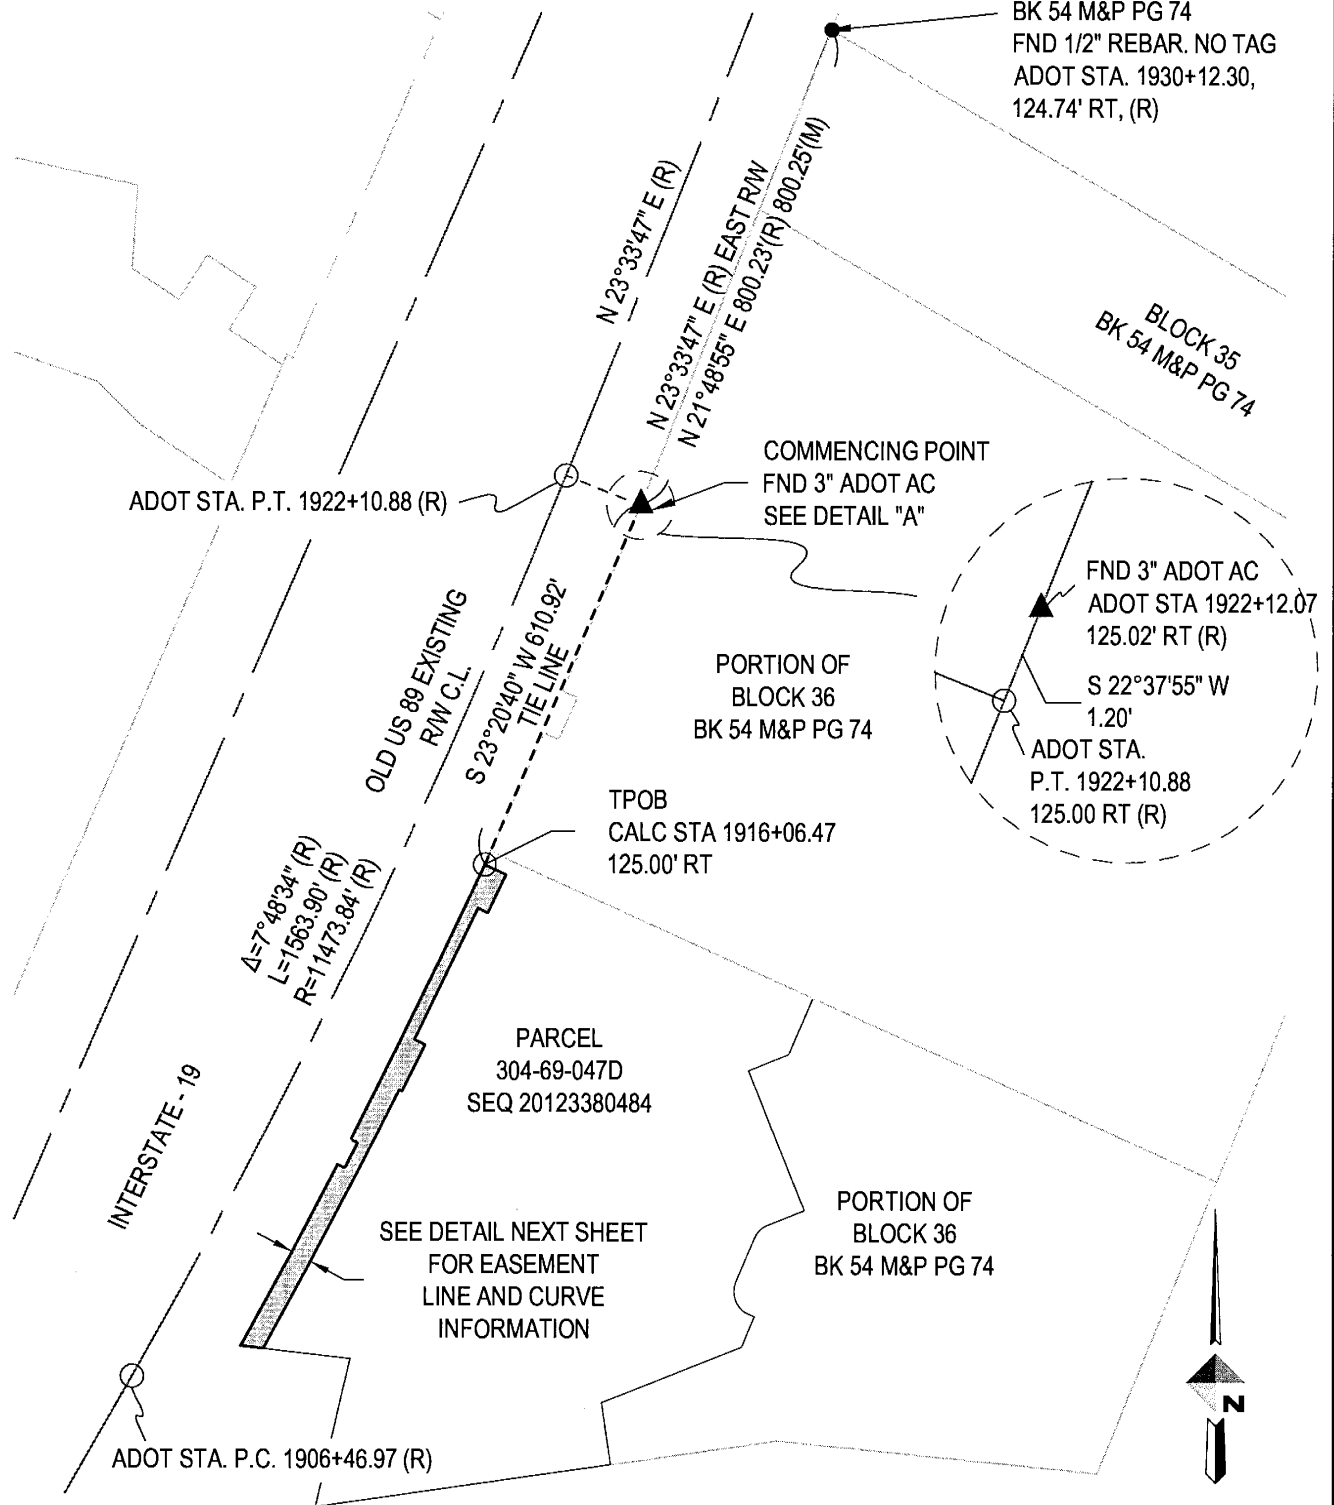 BK 54 M&P PG 74
FND 1/2" REBAR. NO TAG
ADOT STA. 1930+12.30,
124.74' RT, (R)
N 23°33'47" E (R)
N 23°33'47" E (R) EAST R/W
N 21°48'55" E 800.23'(R) 800.25'(M)
BLOCK 35
BK 54 M&P PG 74
ADOT STA. P.T. 1922+10.88 (R)
COMMENCING POINT
FND 3" ADOT AC
SEE DETAIL "A"
FND 3" ADOT AC
ADOT STA 1922+12.07
125.02' RT (R)
S 22°37'55" W
1.20'
ADOT STA.
P.T. 1922+10.88
125.00 RT (R)
OLD US 89 EXISTING
R/W C.L.
S 23°20'40" W 610.92'
TIE LINE
PORTION OF
BLOCK 36
BK 54 M&P PG 74
TPOB
CALC STA 1916+06.47
125.00' RT
Δ=7°48'34" (R)
L=1563.90' (R)
R=11473.84' (R)
INTERSTATE - 19
PARCEL
304-69-047D
SEQ 20123380484
PORTION OF
BLOCK 36
BK 54 M&P PG 74
SEE DETAIL NEXT SHEET
FOR EASEMENT
LINE AND CURVE
INFORMATION
N
ADOT STA. P.C. 1906+46.97 (R)